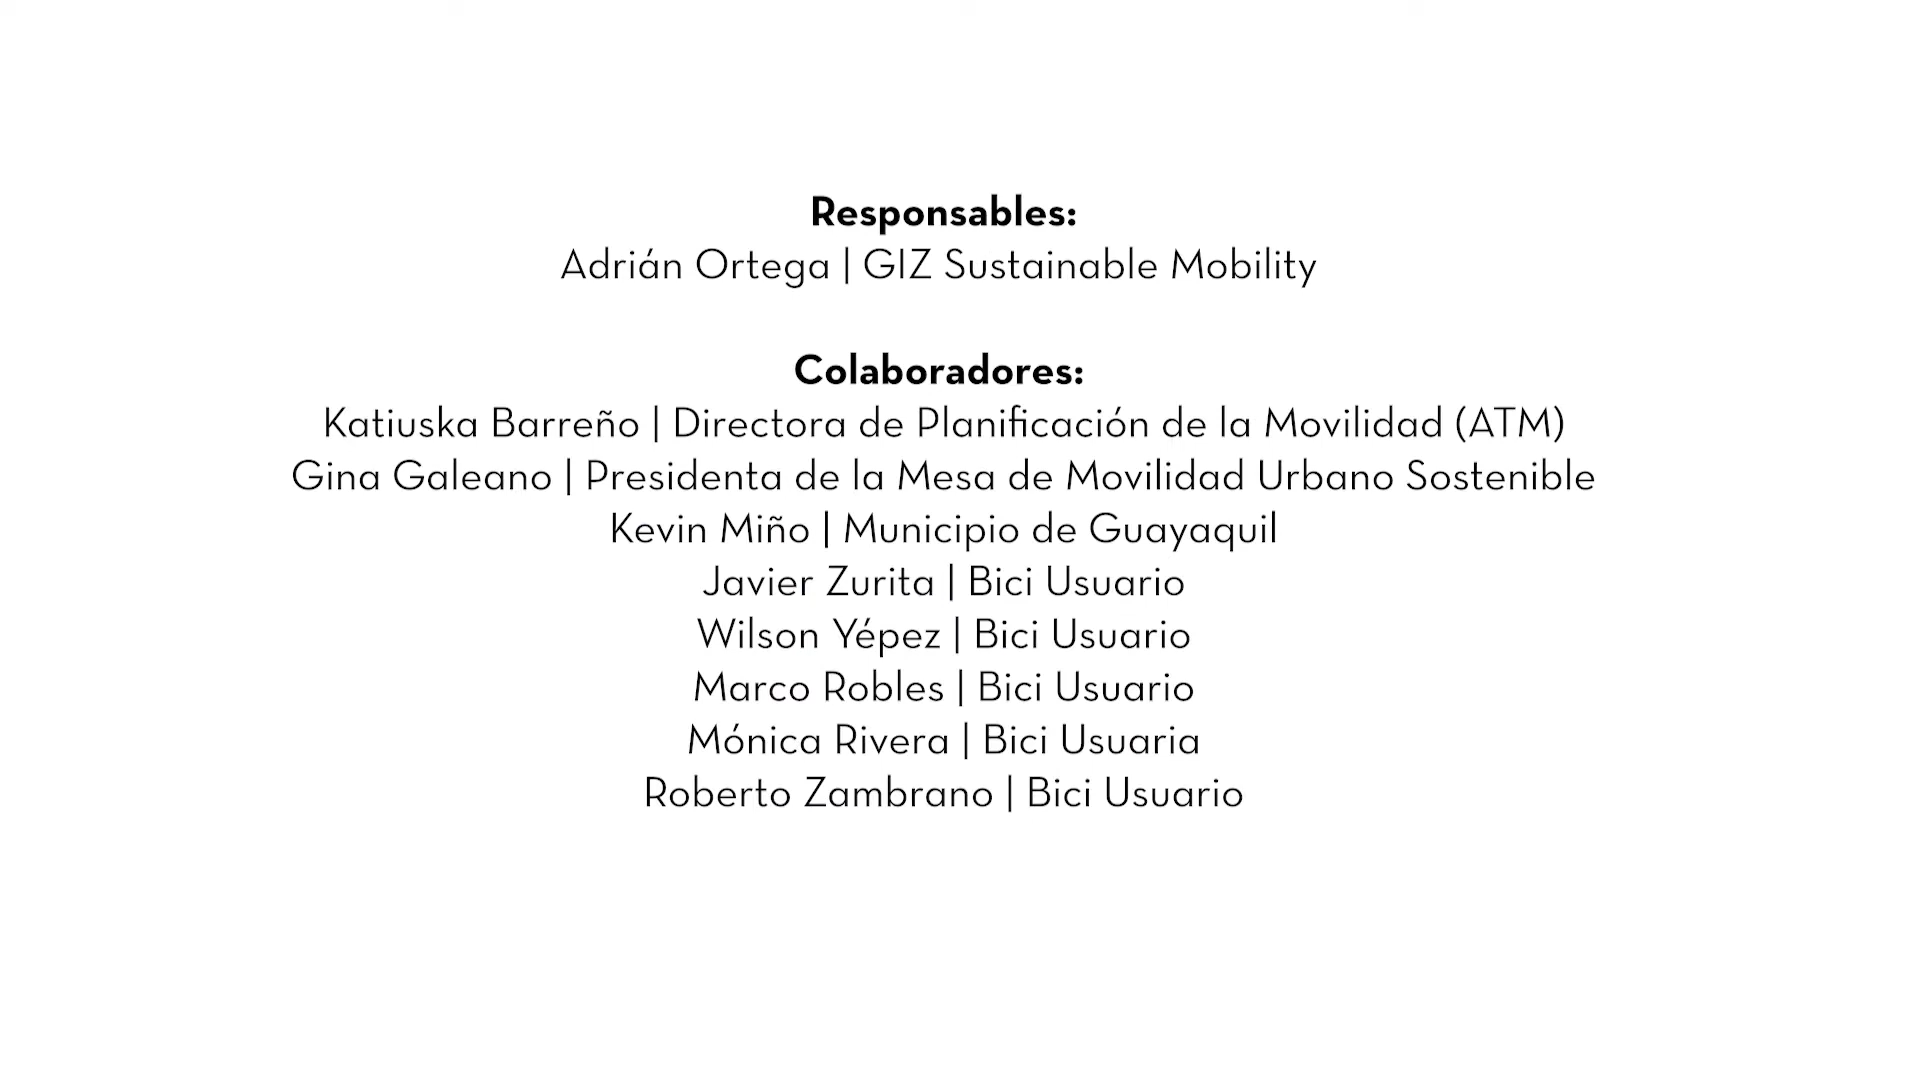 Responsables:
Adrián Ortega | GIZ Sustainable Mobility
Colaboradores:
Katiuska Barreño | Directora de Planificación de la Movilidad (ATM)
Gina Galeano | Presidenta de la Mesa de Movilidad Urbano Sostenible
Kevin Miño | Municipio de Guayaquil
Javier Zurita | Bici Usuario
Wilson Yépez | Bici Usuario
Marco Robles | Bici Usuario
Mónica Rivera | Bici Usuaria
Roberto Zambrano | Bici Usuario